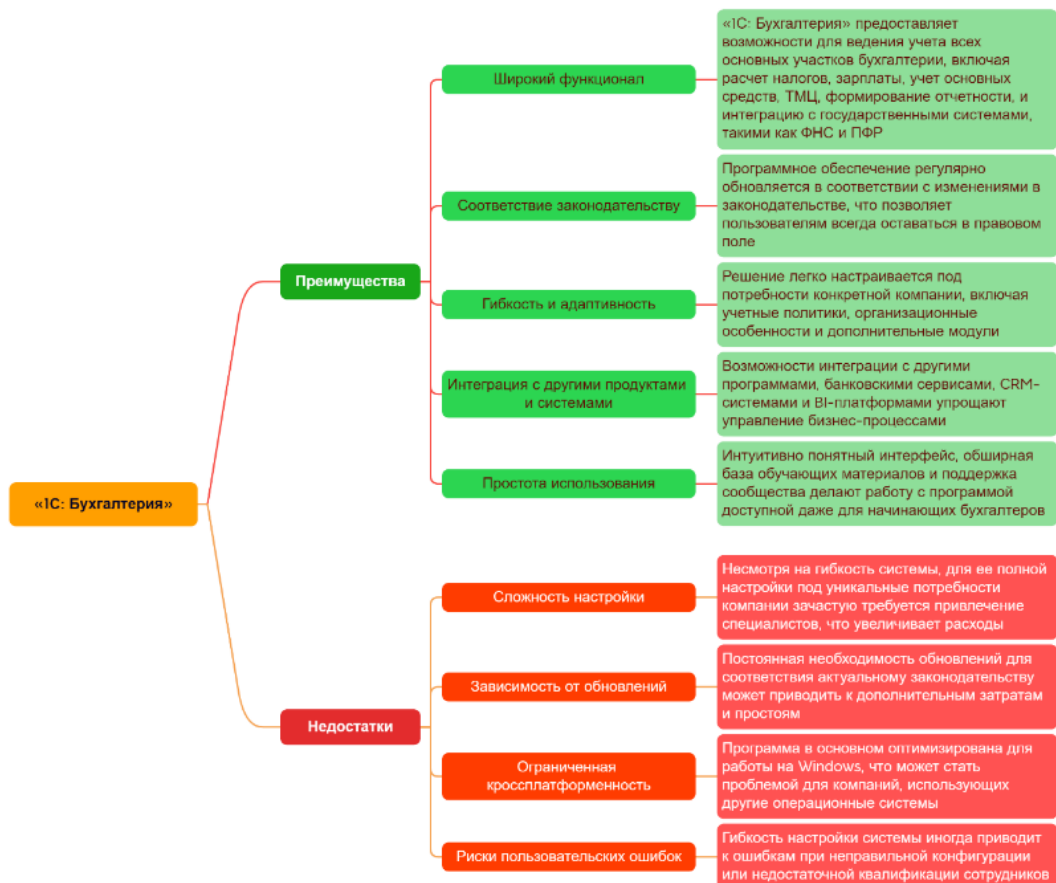 «1С: Бухгалтерия»
Преимущества
Широкий функционал
«1С: Бухгалтерия» предоставляет
возможности для ведения учета всех
основных участков бухгалтерии, включая
расчет налогов, зарплаты, учет основных
средств, ТМЦ, формирование отчетности, и
интеграцию с государственными системами,
такими как ФНС и ПФР
Соответствие законодательству
Программное обеспечение регулярно
обновляется в соответствии с изменениями в
законодательстве, что позволяет
пользователям всегда оставаться в правовом
поле
Гибкость и адаптивность
Решение легко настраивается под
потребности конкретной компании, включая
учетные политики, организационные
особенности и дополнительные модули
Интеграция с другими продуктами
и системами
Возможности интеграции с другими
программами, банковскими сервисами, CRM-
системами и BI-платформами упрощают
управление бизнес-процессами
Простота использования
Интуитивно понятный интерфейс, обширная
база обучающих материалов и поддержка
сообщества делают работу с программой
доступной даже для начинающих бухгалтеров
Недостатки
Сложность настройки
Несмотря на гибкость системы, для ее полной
настройки под уникальные потребности
компании зачастую требуется привлечение
специалистов, что увеличивает расходы
Зависимость от обновлений
Постоянная необходимость обновлений для
соответствия актуальному законодательству
может приводить к дополнительным затратам
и простоям
Ограниченная
кроссплатформенность
Программа в основном оптимизирована для
работы на Windows, что может стать
проблемой для компаний, использующих
другие операционные системы
Риски пользовательских ошибок
Гибкость настройки системы иногда приводит
к ошибкам при неправильной конфигурации
или недостаточной квалификации сотрудников